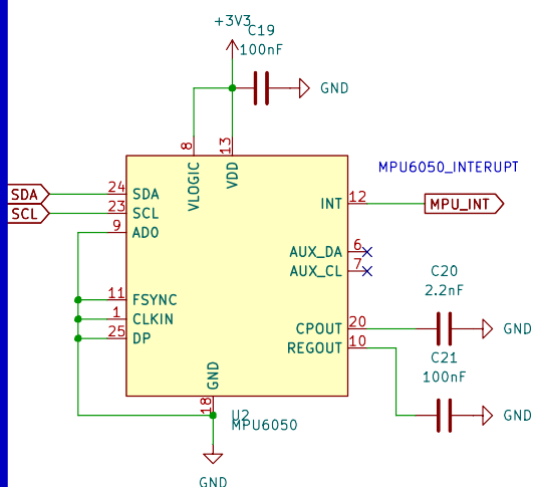 +3V3
C19
100nF
GND
8
VLOGIC
13
VDD
MPU6050_INTERUPT
SDA
24
SDA
SCL
23
SCL
9
ADO
INT
12
MPU_INT
AUX_DA
6
AUX_CL
7
11
FSYNC
1
CLKIN
25
DP
C20
2.2nF
CPOUT
20
GND
REGOUT
10
C21
100nF
GND
GND
18
U2
MPU6050
GND